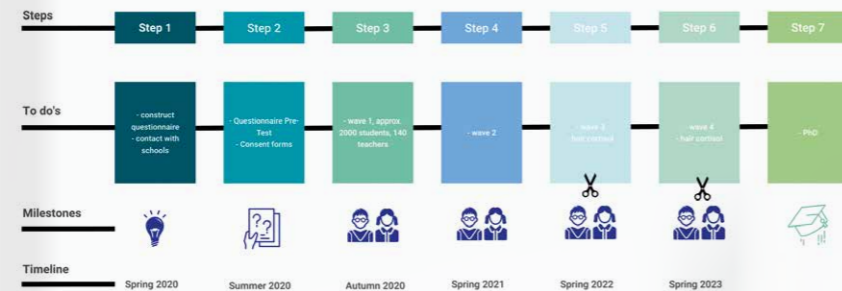 Steps
Step 1
Step 2
Step 3
Step 4
Step 5
Step 6
Step 7
To do's
- construct
questionnaire
- contact with
schools
- Questionnaire Pre-
Test
- Consent forms
- wave 1, approx.
2000 students, 140
teachers
- wave 2
- wave 3
- hair cortisol
- wave 4
- hair cortisol
- PhD
Milestones
??
Timeline
Spring 2020
Summer 2020
Autumn 2020
Spring 2021
Spring 2022
Spring 2023